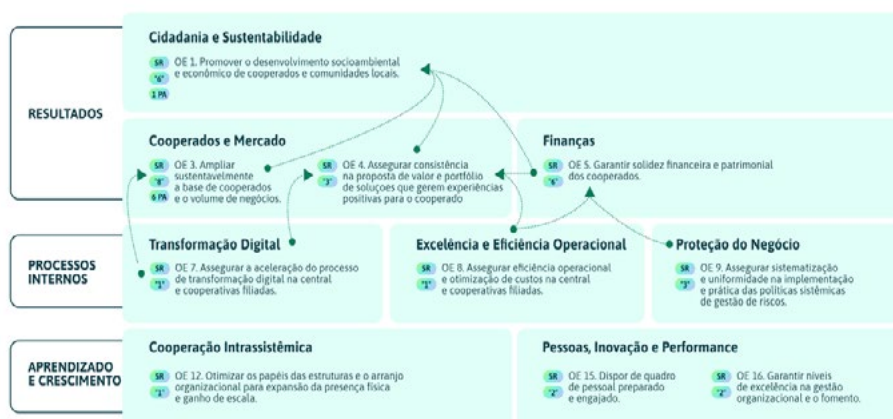 RESULTADOS
Cidadania e Sustentabilidade
SR
"6"
1 PA
OE 1. Promover o desenvolvimento socioambiental
e econômico de cooperados e comunidades locais.
Cooperados e Mercado
SR
"8"
6 PA
OE 3. Ampliar
sustentavelmente
a base de cooperados
e o volume de negócios.
SR
"3"
OE 4. Assegurar consistência
na proposta de valor e portfólio
de soluções que gerem experiências
positivas para o cooperado
Finanças
SR
"6"
OE 5. Garantir solidez financeira e patrimonial
dos cooperados.
PROCESSOS
INTERNOS
Transformação Digital
SR
"1"
OE 7. Assegurar a aceleração do processo
de transformação digital na central
e cooperativas filiadas.
Excelência e Eficiência Operacional
SR
"1"
OE 8. Assegurar eficiência operacional
e otimização de custos na central
e cooperativas filiadas.
Proteção do Negócio
SR
"3"
OE 9. Assegurar sistematização
e uniformidade na implementação
e prática das políticas sistêmicas
de gestão de riscos.
APRENDIZADO
E CRESCIMENTO
Cooperação Intrassistêmica
SR
"1"
OE 12. Otimizar os papéis das estruturas e o arranjo
organizacional para expansão da presença física
e ganho de escala.
Pessoas, Inovação e Performance
SR
"2"
OE 15. Dispor de quadro
de pessoal preparado
e engajado.
SR
"2"
OE 16. Garantir níveis
de excelência na gestão
organizacional e o fomento.